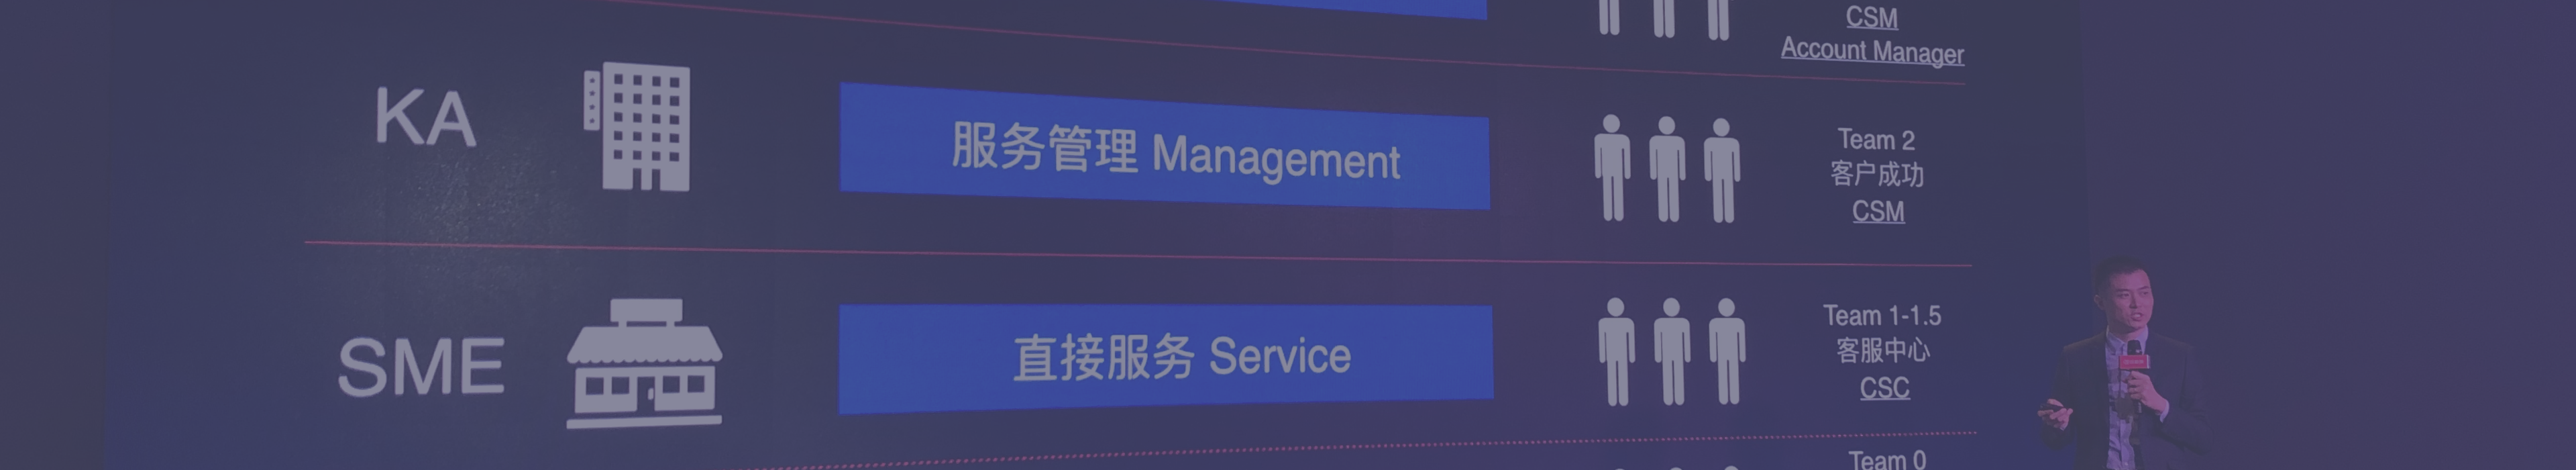 CSM
Account Manager
KA
服务管理 Management
Team 2
客户成功
CSM
SME
直接服务 Service
Team 1-1.5
客服中心
CSC
Team 0